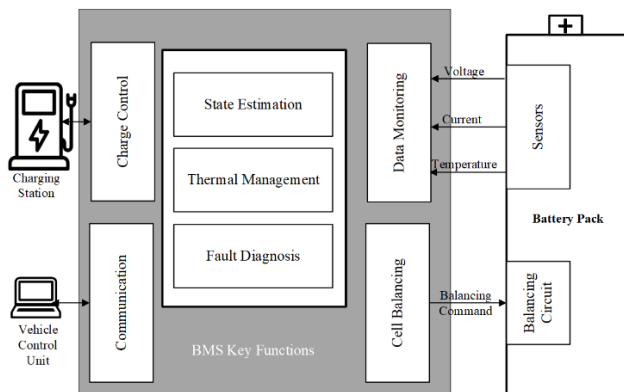 Charging
Station
Vehicle
Control
Unit
Charge Control
Communication
State Estimation
Thermal Management
Fault Diagnosis
BMS Key Functions
Data Monitoring
Cell Balancing
Voltage
Current
Temperature
Balancing
Command
Sensors
Battery Pack
Balancing
Circuit